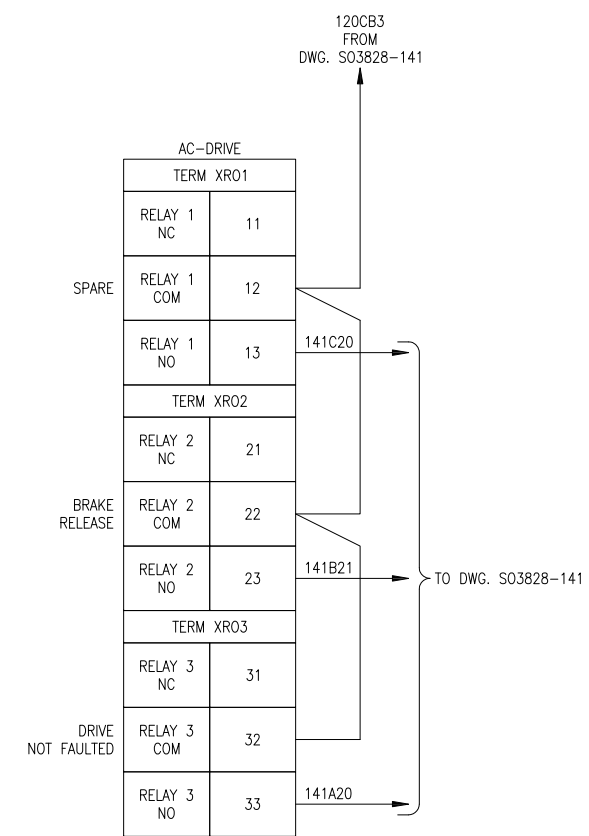 120CB3
FROM
DWG. SO3828-141
AC-DRIVE
TERM XRO1
RELAY 1
NC
11
SPARE
RELAY 1
COM
12
RELAY 1
NO
13
141C20
TERM XRO2
RELAY 2
NC
21
BRAKE
RELEASE
RELAY 2
COM
22
RELAY 2
NO
23
141B21
TO DWG. SO3828-141
TERM XRO3
RELAY 3
NC
31
DRIVE
NOT FAULTED
RELAY 3
COM
32
RELAY 3
NO
33
141A20